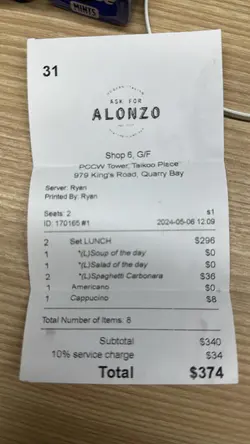 MINTS
31
ASK FOR
ALONZO
Shop 6, G/F
PCCW Tower, Taikoo Place
979 King's Road, Quarry Bay
Server: Ryan
Printed By: Ryan
Seats: 2 s1
ID: 170165 #1 2024-05-06 12:09
2 Set LUNCH $296
1 *(L)Soup of the day $0
1 *(L)Salad of the day $0
2 *(L)Spaghetti Carbonara $36
1 Americano $0
1 Cappucino $8
Total Number of Items: 8
Subtotal $340
10% service charge $34
Total $374